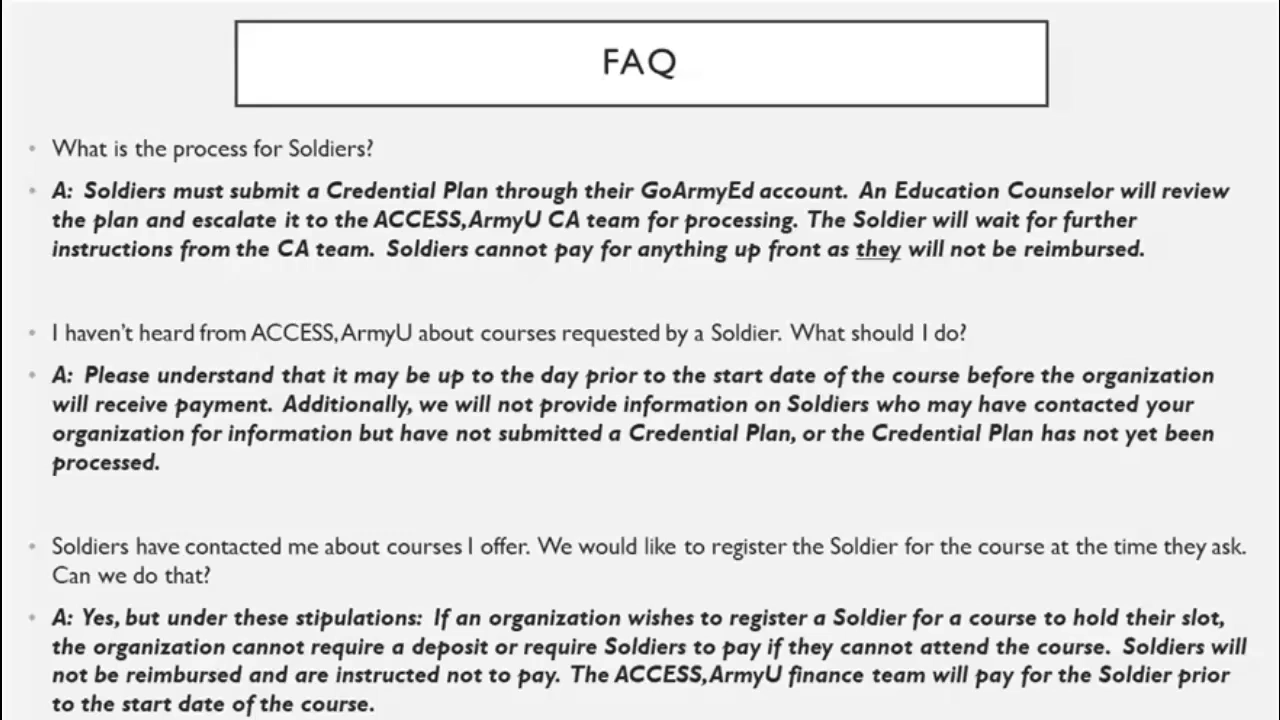 FAQ
• What is the process for Soldiers?
• A: Soldiers must submit a Credential Plan through their GoArmyEd account. An Education Counselor will review
the plan and escalate it to the ACCESS, ArmyU CA team for processing. The Soldier will wait for further
instructions from the CA team. Soldiers cannot pay for anything up front as they will not be reimbursed.
• I haven't heard from ACCESS, ArmyU about courses requested by a Soldier. What should I do?
• A: Please understand that it may be up to the day prior to the start date of the course before the organization
will receive payment. Additionally, we will not provide information on Soldiers who may have contacted your
organization for information but have not submitted a Credential Plan, or the Credential Plan has not yet been
processed.
• Soldiers have contacted me about courses I offer. We would like to register the Soldier for the course at the time they ask.
Can we do that?
• A: Yes, but under these stipulations: If an organization wishes to register a Soldier for a course to hold their slot,
the organization cannot require a deposit or require Soldiers to pay if they cannot attend the course. Soldiers will
not be reimbursed and are instructed not to pay. The ACCESS, ArmyU finance team will pay for the Soldier prior
to the start date of the course.